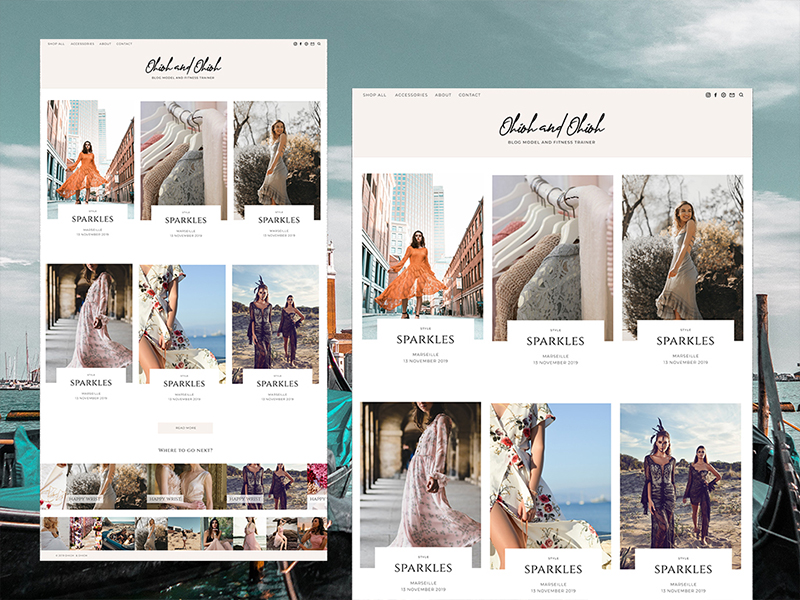 SHOP ALL ACCESSORIES ABOUT CONTACT
Ohioh and Ohioh
BLOG MODEL AND FITNESS TRAINER
STYLE
SPARKLES
MARSEILLE
13 NOVEMBER 2019
STYLE
SPARKLES
MARSEILLE
13 NOVEMBER 2019
STYLE
SPARKLES
MARSEILLE
13 NOVEMBER 2019
STYLE
SPARKLES
MARSEILLE
13 NOVEMBER 2019
STYLE
SPARKLES
MARSEILLE
13 NOVEMBER 2019
STYLE
SPARKLES
MARSEILLE
13 NOVEMBER 2019
READ MORE
WHERE TO GO NEXT?
HAPPY WRIST
HAPPY WRIST
HAPPY WRIST
HAPPY
SHOP ALL ACCESSORIES ABOUT CONTACT
Ohioh and Ohioh
BLOG MODEL AND FITNESS TRAINER
STYLE
SPARKLES
MARSEILLE
13 NOVEMBER 2019
STYLE
SPARKLES
MARSEILLE
13 NOVEMBER 2019
STYLE
SPARKLES
MARSEILLE
13 NOVEMBER 2019
STYLE
SPARKLES
MARSEILLE
13 NOVEMBER 2019
STYLE
SPARKLES
MARSEILLE
13 NOVEMBER 2019
STYLE
SPARKLES
MARSEILLE
13 NOVEMBER 2019